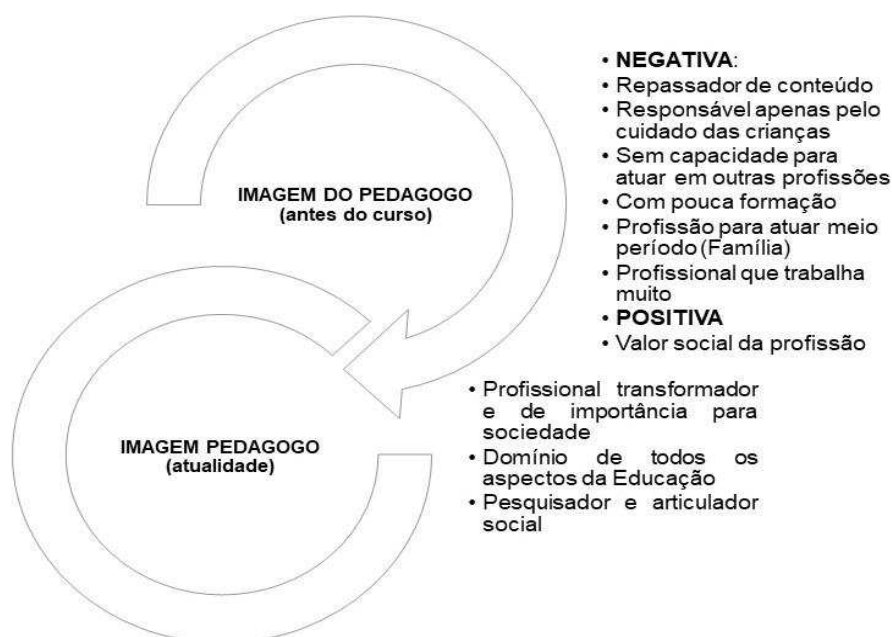 IMAGEM DO PEDAGOGO
(antes do curso)
• NEGATIVA:
• Repassador de conteúdo
• Responsável apenas pelo
cuidado das crianças
• Sem capacidade para
atuar em outras profissões
• Com pouca formação
• Profissão para atuar meio
período (Família)
• Profissional que trabalha
muito
• POSITIVA
• Valor social da profissão
IMAGEM PEDAGOGO
(atualidade)
• Profissional transformador
e de importância para
sociedade
• Domínio de todos os
aspectos da Educação
• Pesquisador e articulador
social